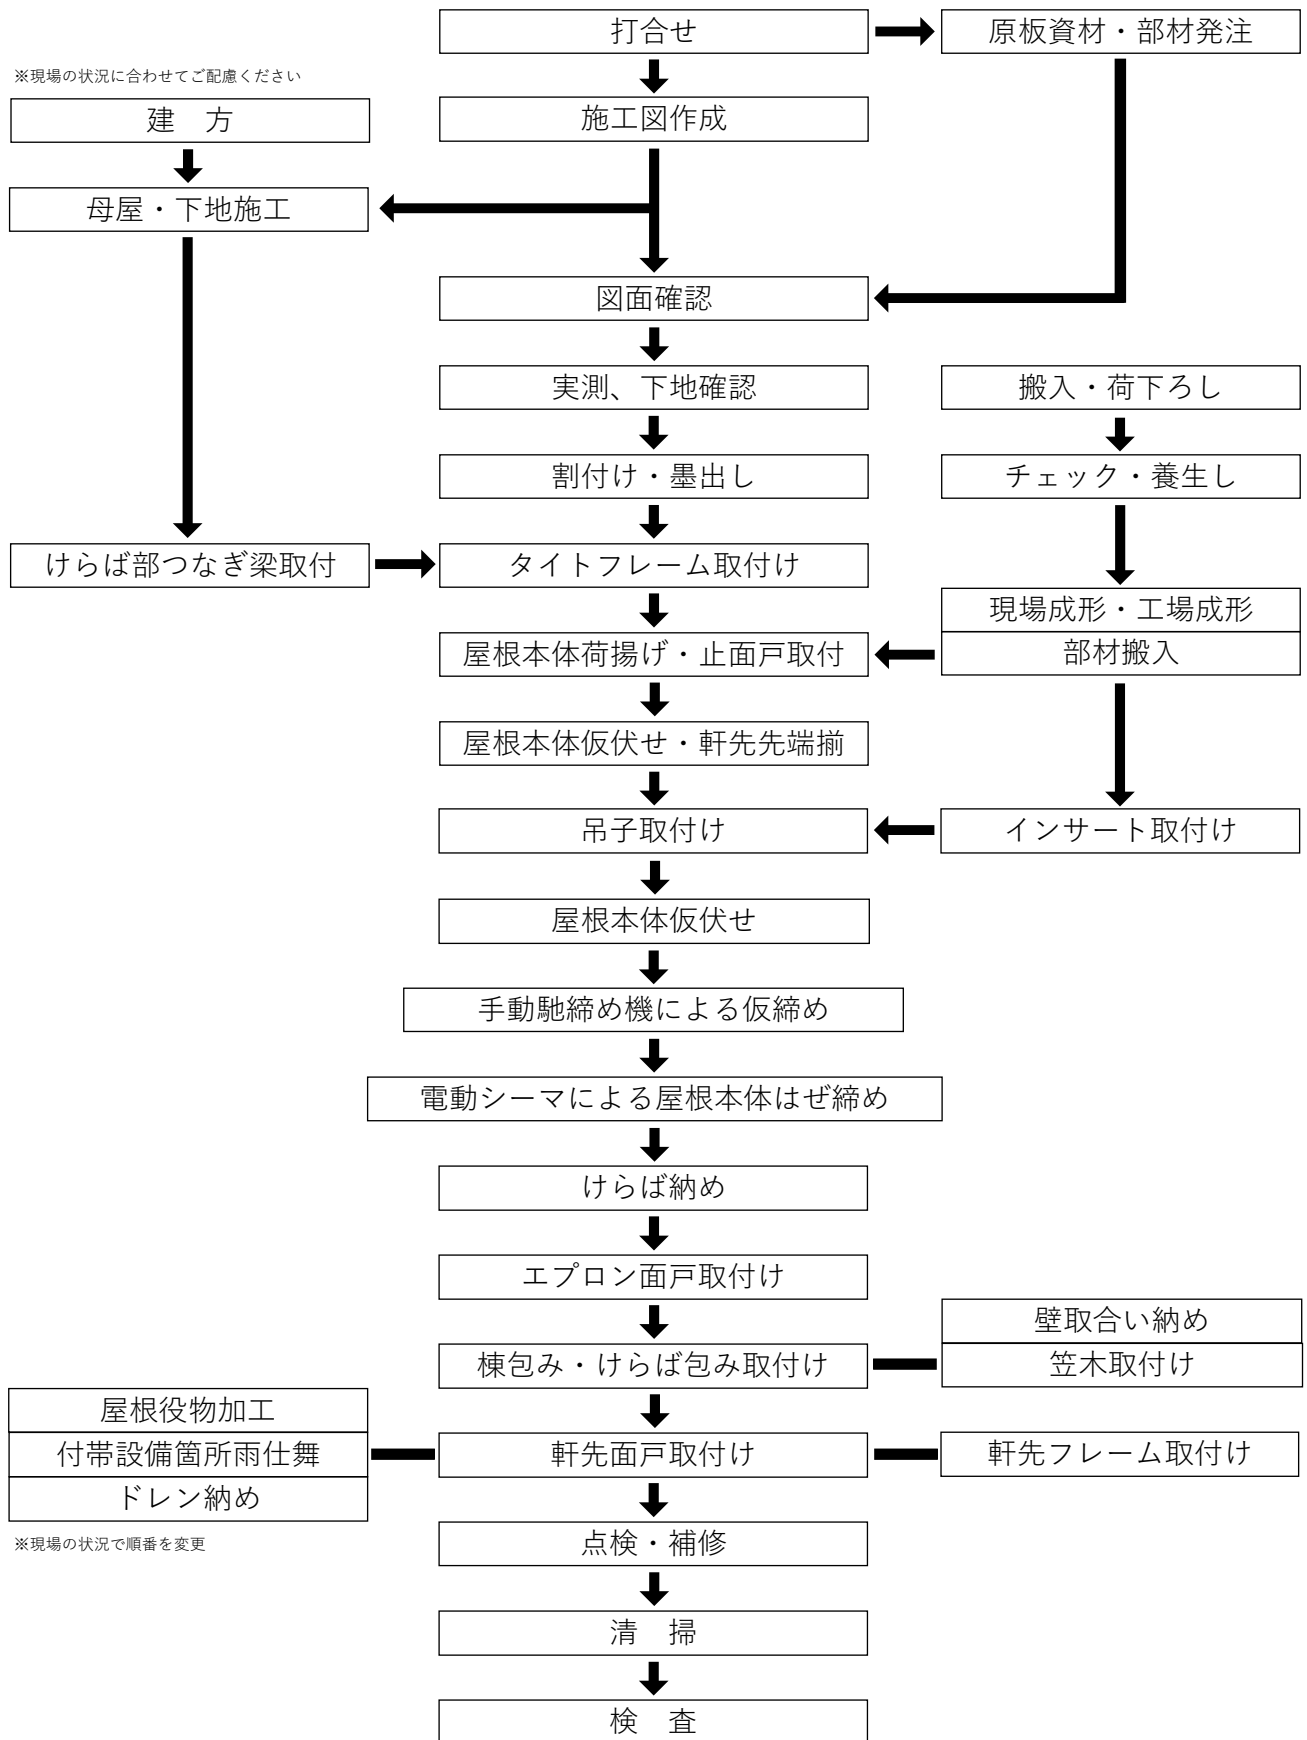 打合せ
原板資材・部材発注
※現場の状況に合わせてご配慮ください
建　方
施工図作成
母屋・下地施工
図面確認
実測、下地確認
搬入・荷下ろし
割付け・墨出し
チェック・養生し
けらば部つなぎ梁取付
タイトフレーム取付け
現場成形・工場成形
屋根本体荷揚げ・止面戸取付
部材搬入
屋根本体仮伏せ・軒先先端揃
吊子取付け
インサート取付け
屋根本体仮伏せ
手動馳締め機による仮締め
電動シーマによる屋根本体はぜ締め
けらば納め
エプロン面戸取付け
壁取合い納め
棟包み・けらば包み取付け
笠木取付け
屋根役物加工
付帯設備箇所雨仕舞
軒先面戸取付け
軒先フレーム取付け
ドレン納め
※現場の状況で順番を変更
点検・補修
清　掃
検　査